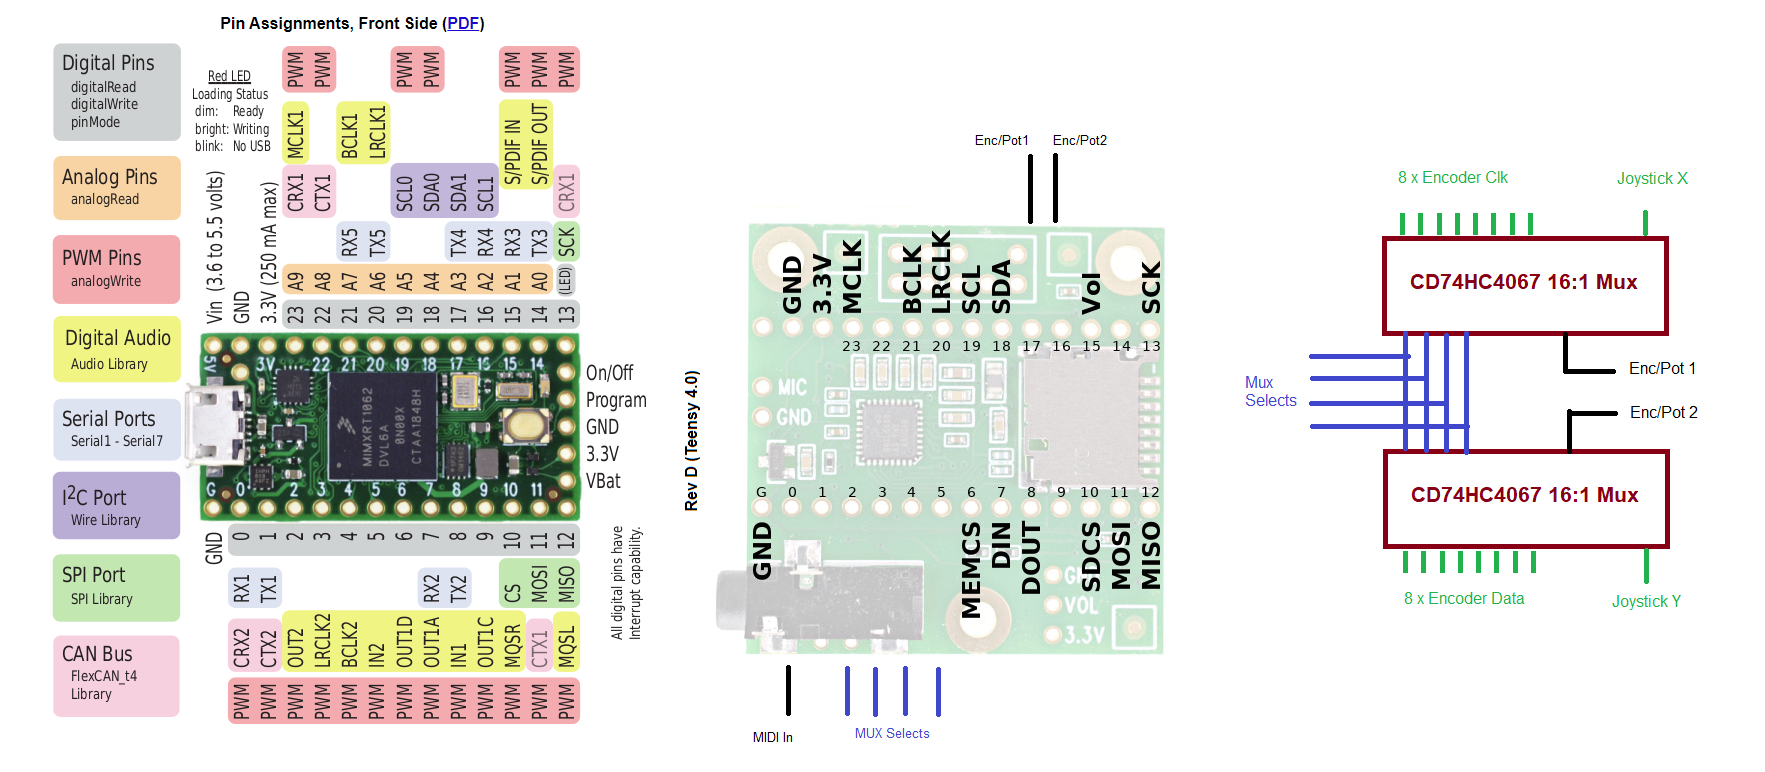 Pin Assignments, Front Side (PDF)
Digital Pins
digitalRead
digitalWrite
pinMode
Analog Pins
analogRead
PWM Pins
analogWrite
Digital Audio
Audio Library
Serial Ports
Serial1 - Serial7
I2C Port
Wire Library
SPI Port
SPI Library
CAN Bus
FlexCAN_t4
Library
Red LED
Loading Status
dim: Ready
bright: Writing
blink: No USB
PWM PWM PWM PWM PWM PWM PWM
MCLK1 BCLK1 LRCLK1 S/PDIF IN S/PDIF OUT
CRX1 CTX1 SCL0 SDA0 SDA1 SCL1 CRX1
RX5 TX5 TX4 RX4 RX3 TX3 SCK
A9 A8 A7 A6 A5 A4 A3 A2 A1 A0 (LED)
Vin (3.6 to 5.5 volts)
GND
3.3V (250 mA max)
23 22 21 20 19 18 17 16 15 14 13
5V 3V 22 21 20 19 18 17 16 15 14
MIMXRT1062
DVL6A
0N00X
CTAA1848H
On/Off
Program
GND
3.3V
VBat
G 0 2 3 4 5 6 7 8 9 10 11
GND 0 1 2 3 4 5 6 7 8 9 10 11 12
RX1 TX1 RX2 TX2 CS MOSI MISO
CRX2 CTX2 OUT2 LRCLK2 BCLK2 IN2 OUT1D OUT1A IN1 OUT1C MQSR CTX1 MQSL
PWM PWM PWM PWM PWM PWM PWM PWM PWM PWM PWM PWM PWM
All digital pins have
Interrupt capability.
Rev D (Teensy 4.0)
Enc/Pot1 Enc/Pot2
GND 3.3V MCLK BCLK LRCLK SCL SDA Vol SCK
23 22 21 20 19 18 17 16 15 14 13
MIC
GND
G 0 1 2 3 4 5 6 7 8 9 10 11 12
GND MEMCS DIN DOUT SDCS MOSI MISO
VOL
3.3V
MIDI In
MUX Selects
8 x Encoder Clk
Joystick X
CD74HC4067 16:1 Mux
Mux
Selects
Enc/Pot 1
Enc/Pot 2
CD74HC4067 16:1 Mux
8 x Encoder Data
Joystick Y